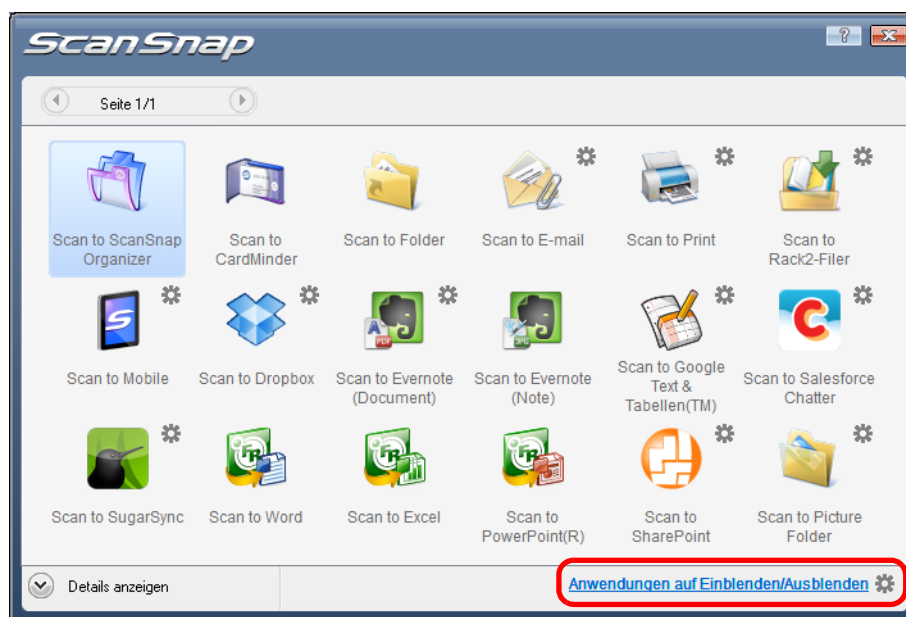 ScanSnap
?
Seite 1/1
Scan to ScanSnap
Organizer
Scan to
CardMinder
Scan to Folder
Scan to E-mail
Scan to Print
Scan to
Rack2-Filer
Scan to Mobile
Scan to Dropbox
Scan to Evernote
(Document)
Scan to Evernote
(Note)
Scan to Google
Text &
Tabellen(TM)
Scan to Salesforce
Chatter
Scan to SugarSync
Scan to Word
Scan to Excel
Scan to
PowerPoint(R)
Scan to
SharePoint
Scan to Picture
Folder
Details anzeigen
Anwendungen auf Einblenden/Ausblenden